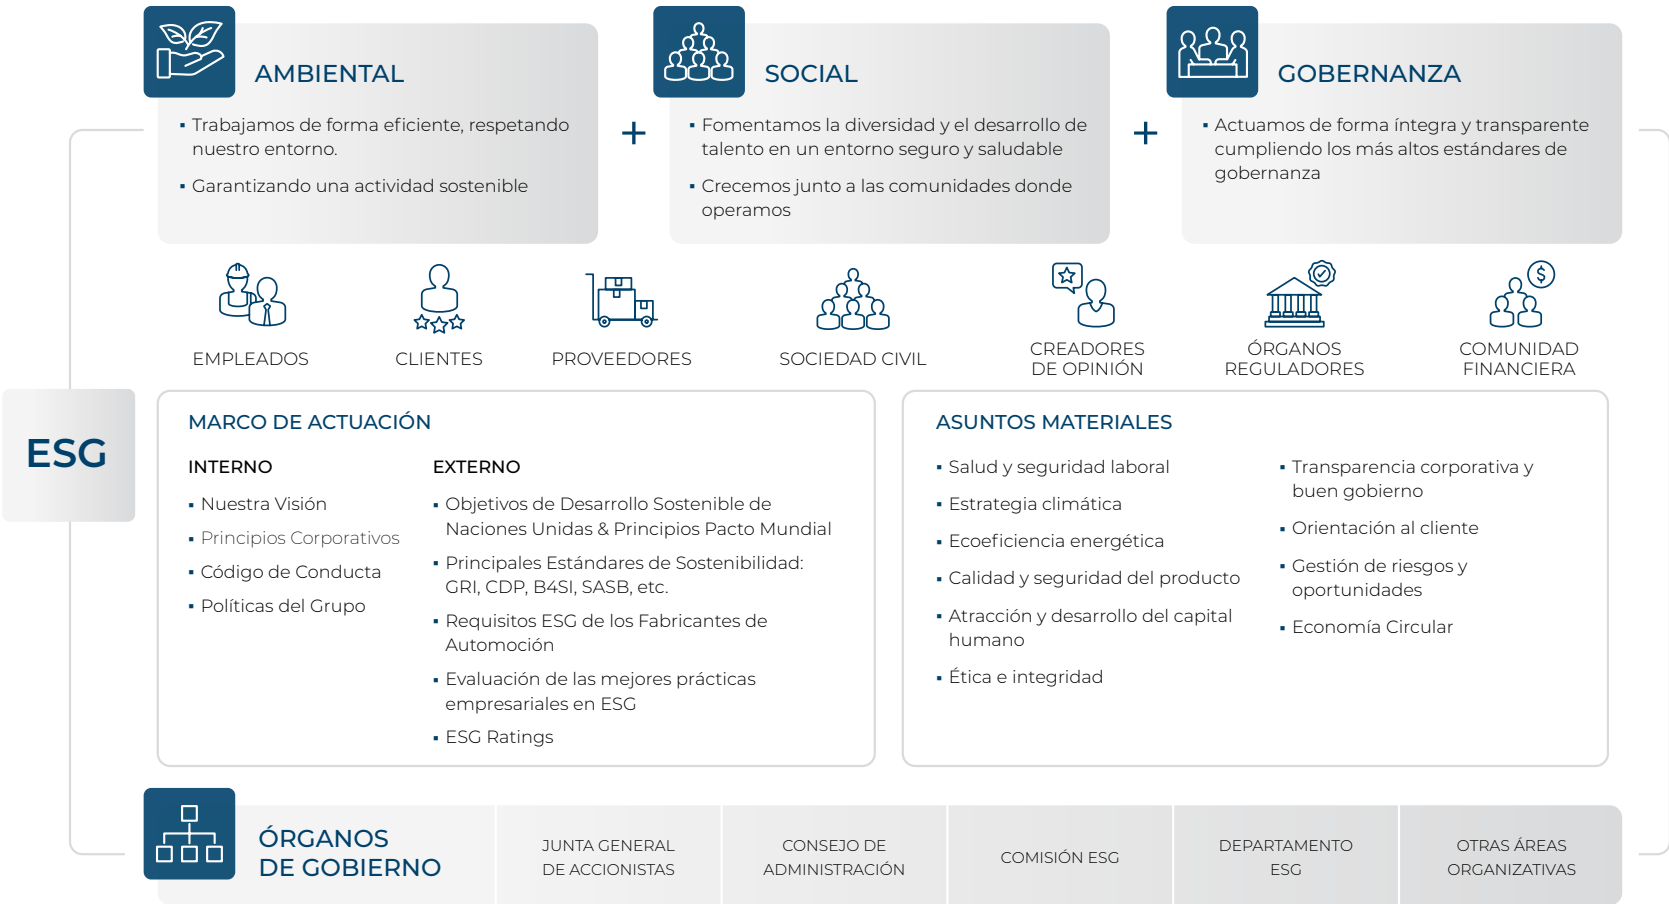 AMBIENTAL
▪ Trabajamos de forma eficiente, respetando
nuestro entorno.
▪ Garantizando una actividad sostenible
+
SOCIAL
▪ Fomentamos la diversidad y el desarrollo de
talento en un entorno seguro y saludable
▪ Crecemos junto a las comunidades donde
operamos
+
GOBERNANZA
▪ Actuamos de forma íntegra y transparente
cumpliendo los más altos estándares de
gobernanza
EMPLEADOS
CLIENTES
PROVEEDORES
SOCIEDAD CIVIL
CREADORES
DE OPINIÓN
ÓRGANOS
REGULADORES
$
COMUNIDAD
FINANCIERA
ESG
MARCO DE ACTUACIÓN
INTERNO
▪ Nuestra Visión
▪ Principios Corporativos
▪ Código de Conducta
▪ Políticas del Grupo
EXTERNO
▪ Objetivos de Desarrollo Sostenible de
Naciones Unidas & Principios Pacto Mundial
▪ Principales Estándares de Sostenibilidad:
GRI, CDP, B4SI, SASB, etc.
▪ Requisitos ESG de los Fabricantes de
Automoción
▪ Evaluación de las mejores prácticas
empresariales en ESG
▪ ESG Ratings
ASUNTOS MATERIALES
▪ Salud y seguridad laboral
▪ Estrategia climática
▪ Ecoeficiencia energética
▪ Calidad y seguridad del producto
▪ Atracción y desarrollo del capital
humano
▪ Ética e integridad
▪ Transparencia corporativa y
buen gobierno
▪ Orientación al cliente
▪ Gestión de riesgos y
oportunidades
▪ Economía Circular
ÓRGANOS
DE GOBIERNO
JUNTA GENERAL
DE ACCIONISTAS
CONSEJO DE
ADMINISTRACIÓN
COMISIÓN ESG
DEPARTAMENTO
ESG
OTRAS ÁREAS
ORGANIZATIVAS